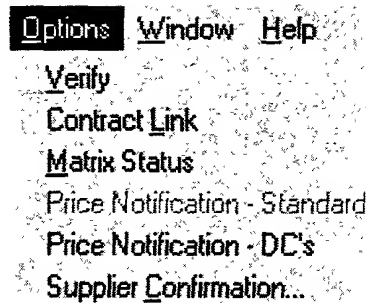 Options Window Help
Verify
Contract Link
Matrix Status
Price Notification - Standard
Price Notification - DC's
Supplier Confirmation...